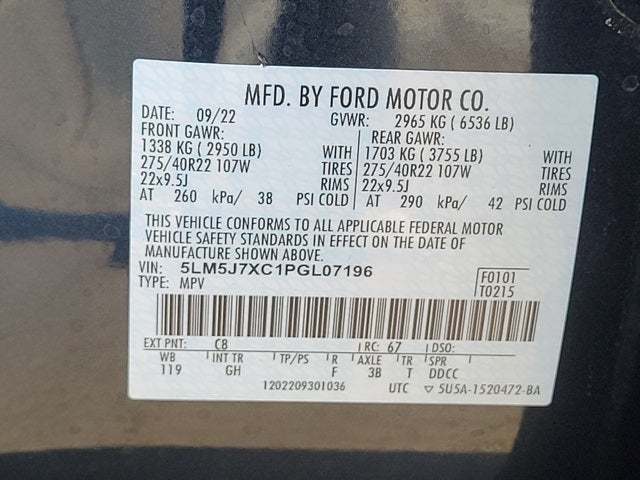 MFD. BY FORD MOTOR CO.
DATE: 09/22 GVWR: 2965 KG ( 6536 LB)
FRONT GAWR: REAR GAWR:
1338 KG ( 2950 LB) WITH 1703 KG ( 3755 LB) WITH
275/40R22 107W TIRES 275/40R22 107W TIRES
22x9.5J RIMS 22x9.5J RIMS
AT 260 kPa/ 38 PSI COLD AT 290 kPa/ 42 PSI COLD
THIS VEHICLE CONFORMS TO ALL APPLICABLE FEDERAL MOTOR
VEHICLE SAFETY STANDARDS IN EFFECT ON THE DATE OF
MANUFACTURE SHOWN ABOVE.
VIN: 5LM5J7XC1PGL07196 F0101
TYPE: MPV T0215
EXT PNT: C8 RC: 67 DSO:
WB INT TR TP/PS R AXLE TR SPR
119 GH F 3B T DDCC
1202209301036 UTC ▽ 5U5A-1520472-BA